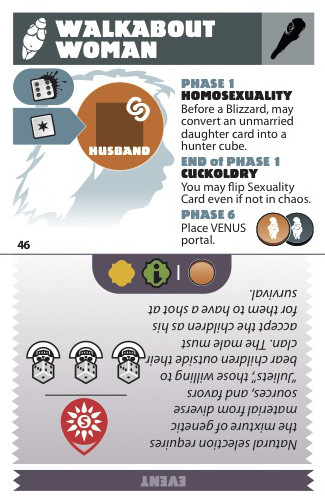 WALKABOUT
WOMAN
HUSBAND
PHASE 1
HOMOSEXUALITY
Before a Blizzard, may
convert an unmarried
daughter card into a
hunter cube.
END of PHASE 1
CUCKOLDRY
You may flip Sexuality
Card even if not in chaos.
PHASE 6
Place VENUS
portal.
46
EVENT
Natural selection requires
the mixture of genetic
material from diverse
sources, and favors
“Juliets”, those willing to
bear children outside their
clan. The male must
accept the children as his
for them to have a shot at
survival.